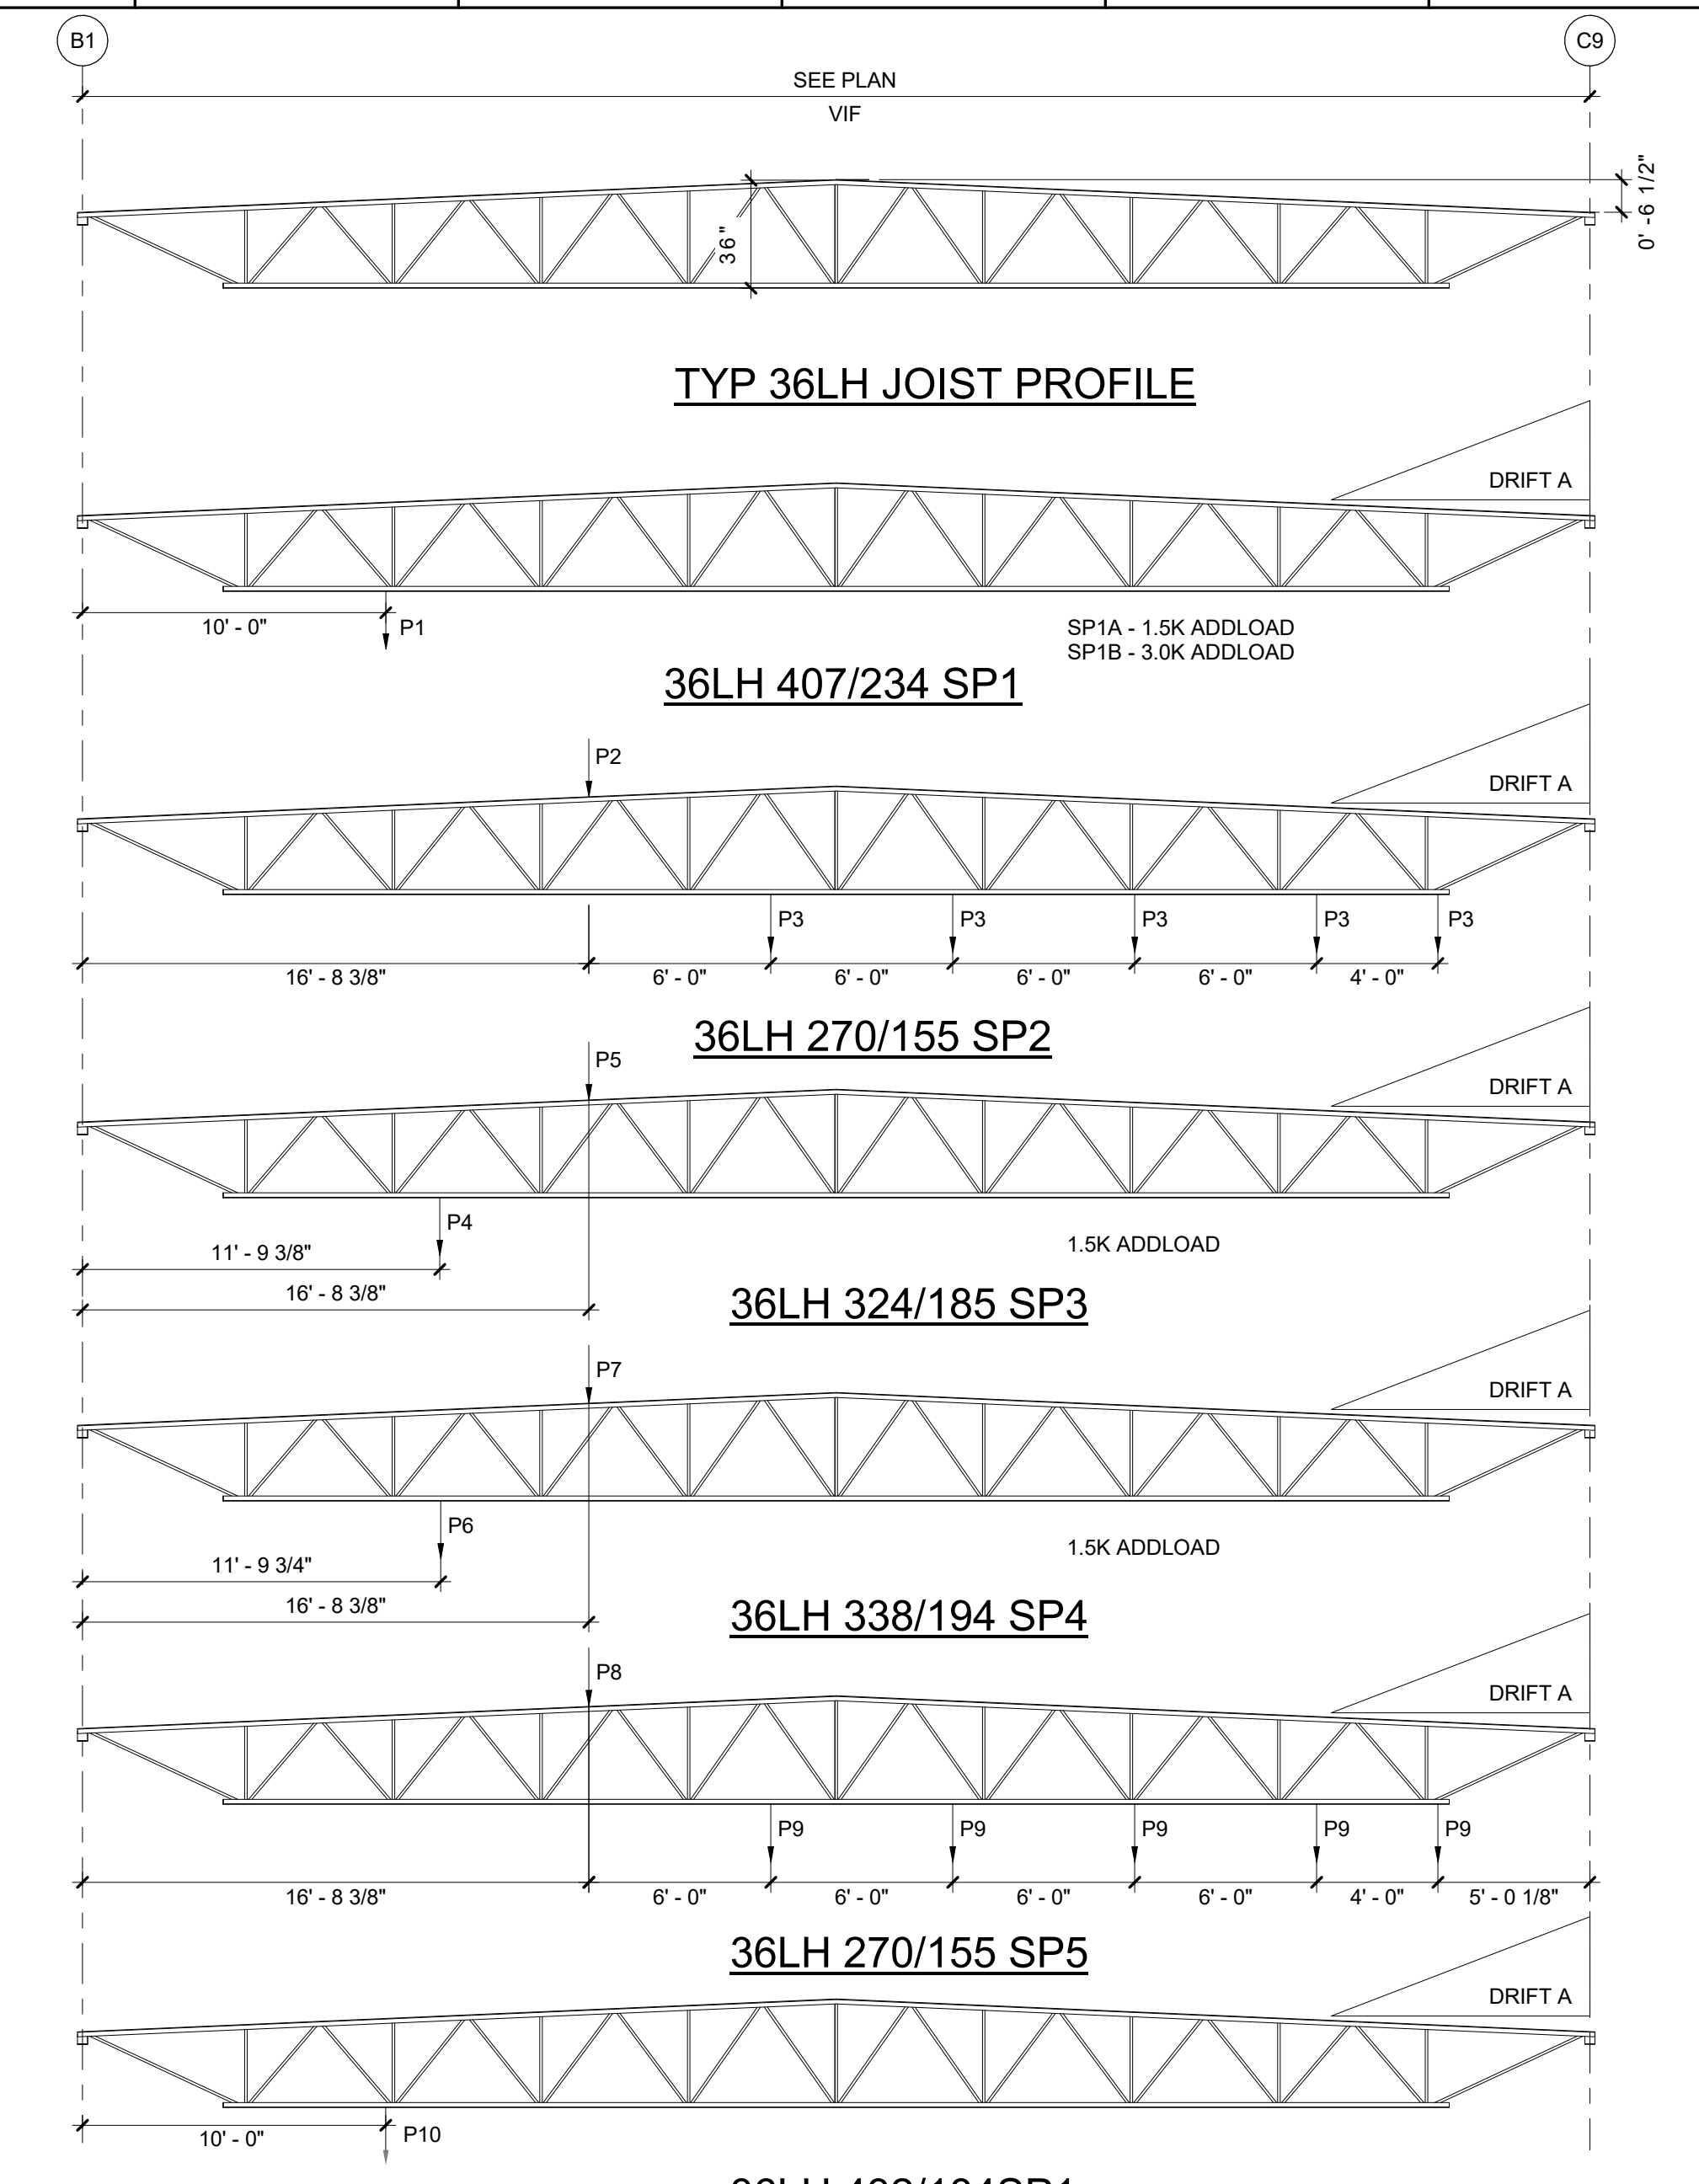 B1
C9
SEE PLAN
VIF
0' -6 1/2"
36"
TYP 36LH JOIST PROFILE
DRIFT A
10' - 0"
P1
SP1A - 1.5K ADDLOAD
SP1B - 3.0K ADDLOAD
36LH 407/234 SP1
P2
DRIFT A
P3 P3 P3 P3 P3
16' - 8 3/8" 6' - 0" 6' - 0" 6' - 0" 6' - 0" 4' - 0"
36LH 270/155 SP2
P5
DRIFT A
P4
11' - 9 3/8"
1.5K ADDLOAD
16' - 8 3/8"
36LH 324/185 SP3
P7
DRIFT A
P6
1.5K ADDLOAD
11' - 9 3/4"
16' - 8 3/8"
36LH 338/194 SP4
P8
DRIFT A
P9 P9 P9 P9 P9
16' - 8 3/8" 6' - 0" 6' - 0" 6' - 0" 6' - 0" 4' - 0" 5' - 0 1/8"
36LH 270/155 SP5
DRIFT A
10' - 0"
P10